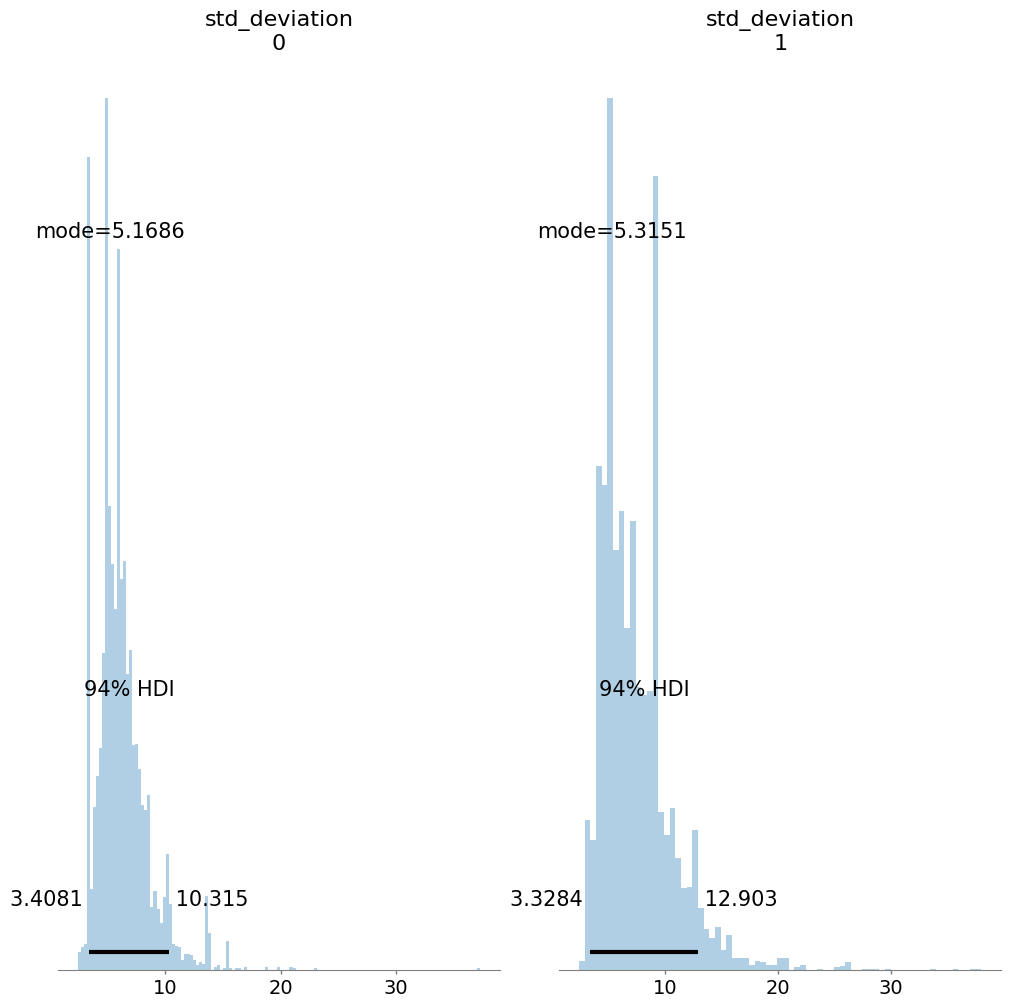 std_deviation
0
mode=5.1686
94% HDI
3.4081
10.315
10
20
30
std_deviation
1
mode=5.3151
94% HDI
3.3284
12.903
10
20
30